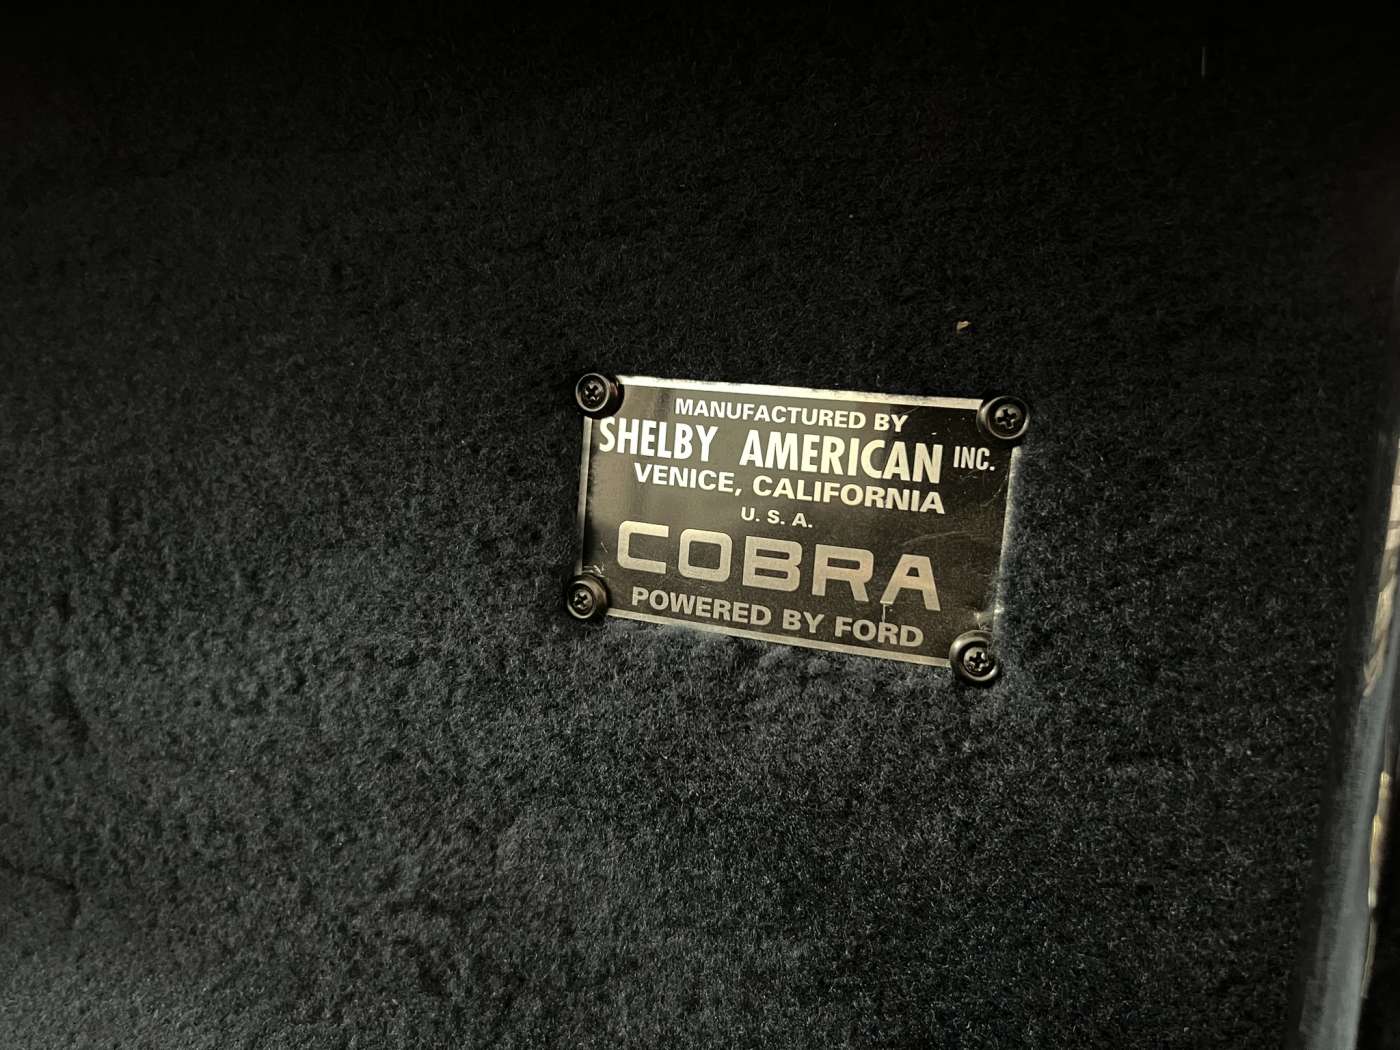 MANUFACTURED BY
SHELBY AMERICAN INC.
VENICE, CALIFORNIA
U. S. A.
COBRA
POWERED BY FORD